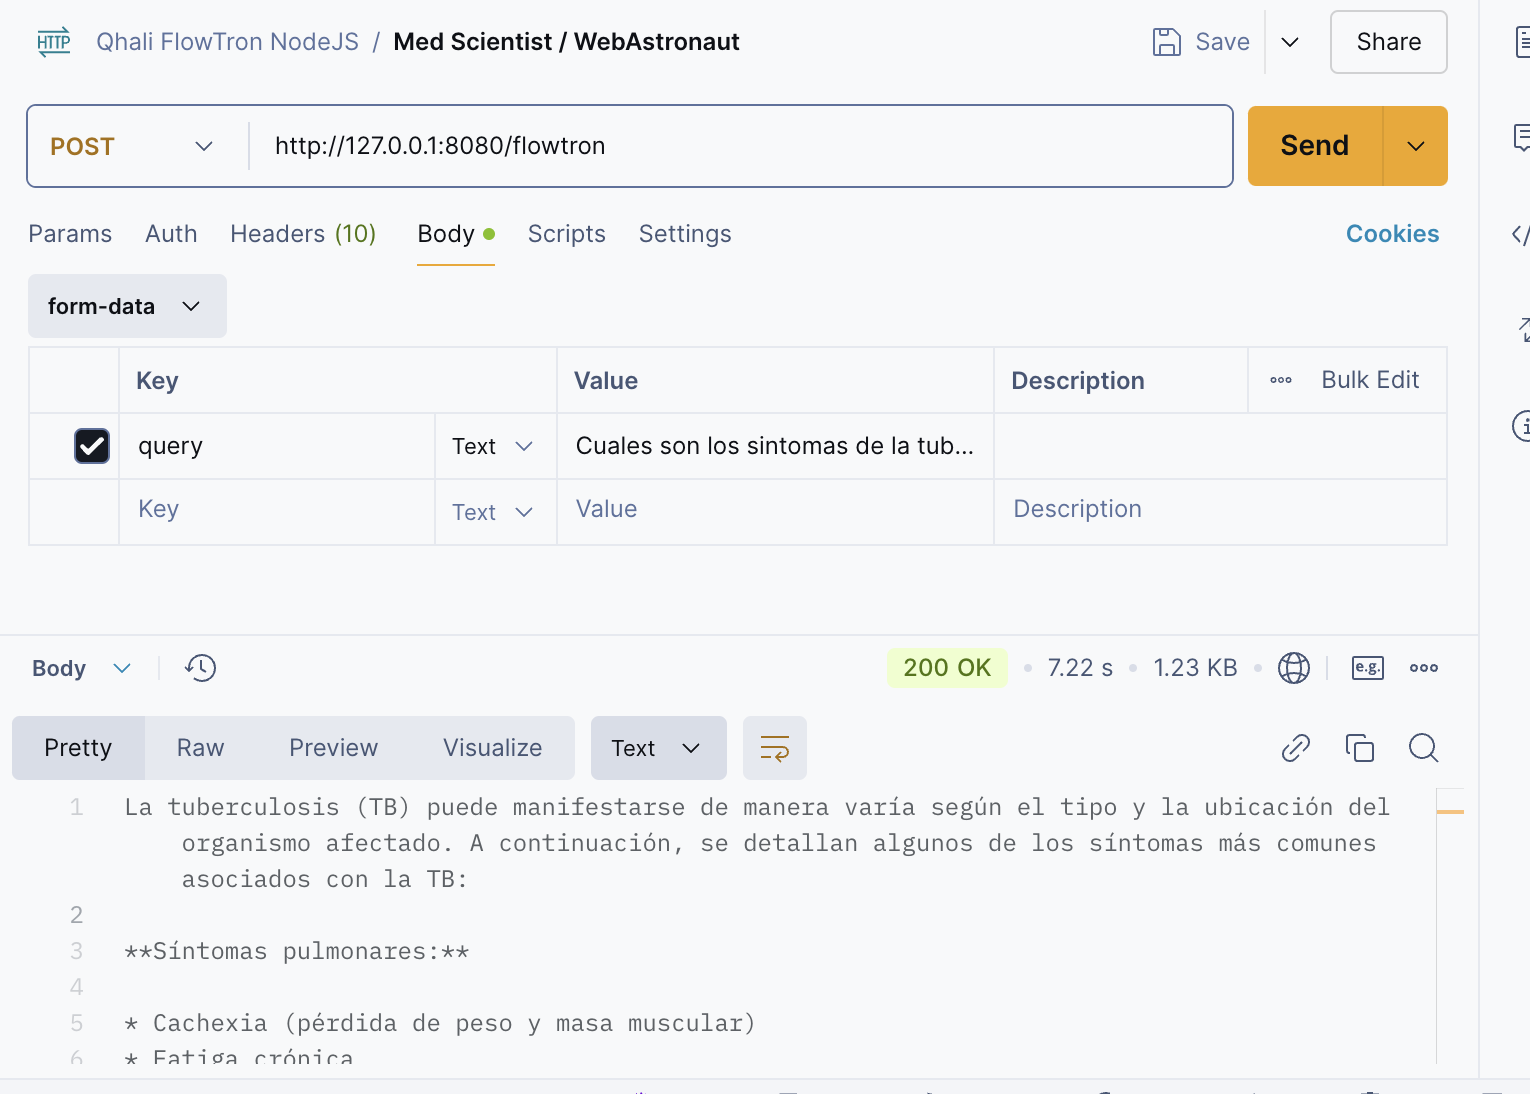 HTTP Qhali FlowTron NodeJS / Med Scientist / WebAstronaut Save Share
POST http://127.0.0.1:8080/flowtron Send
Params Auth Headers (10) Body Scripts Settings Cookies
form-data
Key Value Description Bulk Edit
query Text Cuales son los sintomas de la tub...
Key Text Value Description
Body 200 OK 7.22 s 1.23 KB e.g.
Pretty Raw Preview Visualize Text
1 La tuberculosis (TB) puede manifestarse de manera varía según el tipo y la ubicación del
organismo afectado. A continuación, se detallan algunos de los síntomas más comunes
asociados con la TB:
2
3 **Síntomas pulmonares:**
4
5 * Cachexia (pérdida de peso y masa muscular)
6 * Fatiga crónica